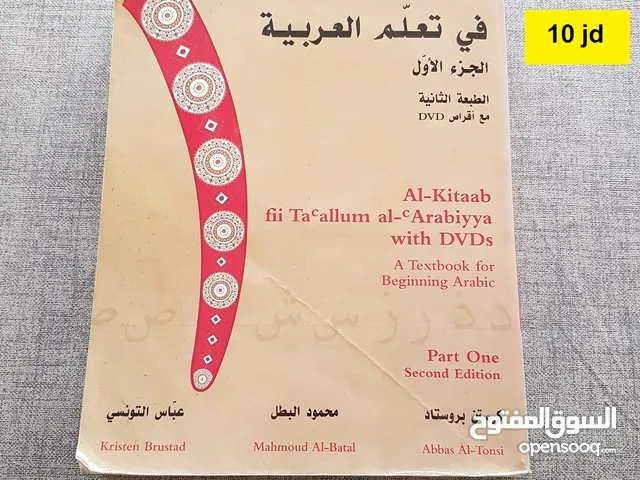 10 jd
في تعلّم العربية
الجزء الأوّل
الطبعة الثانية
مع أقراص DVD
Al-Kitaab
fii Taᶜallum al-ᶜArabiyya
with DVDs
A Textbook for
Beginning Arabic
د ذ ر ز س ش ص ض
Part One
Second Edition
بروستاد محمود البطل عبّاس التونسي
Kristen Brustad Mahmoud Al-Batal Abbas Al-Tonsi
السوق المفتوح
opensooq.com